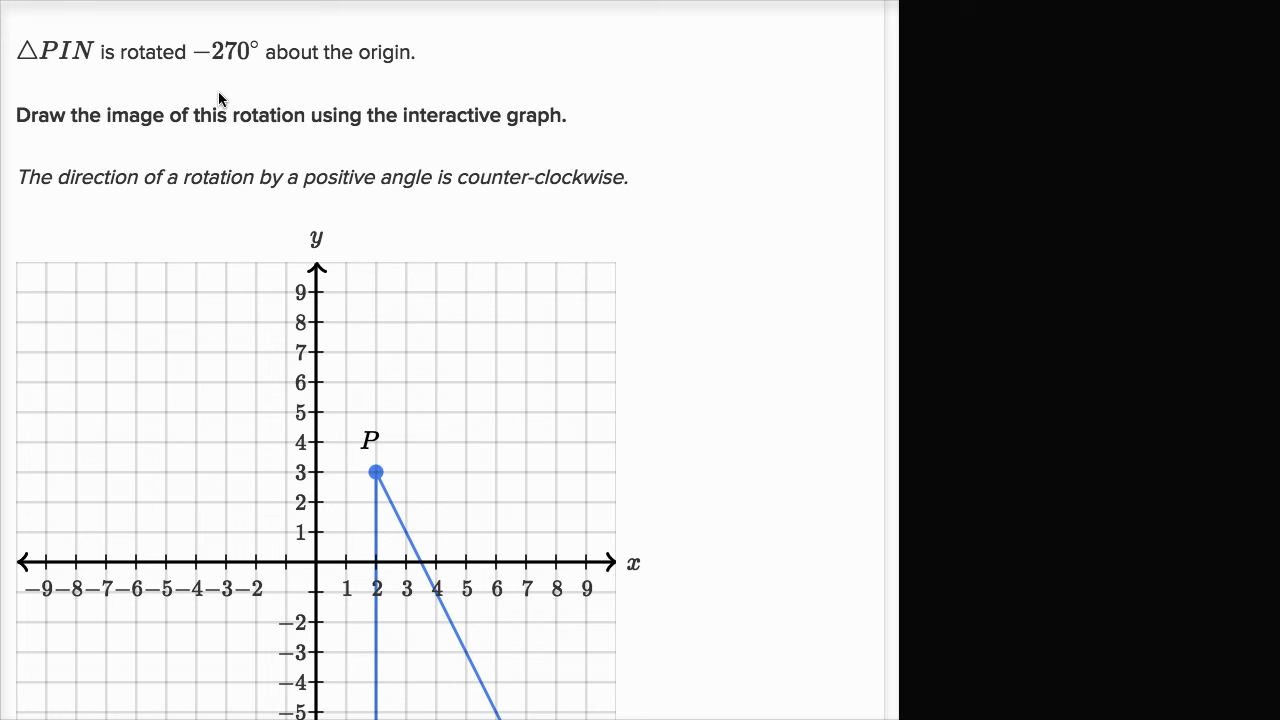 △PIN is rotated −270° about the origin.
Draw the image of this rotation using the interactive graph.
The direction of a rotation by a positive angle is counter-clockwise.
y
9
8
7
6
5
4
P
3
2
1
x
−9 −8 −7 −6 −5 −4 −3 −2 1 2 3 4 5 6 7 8 9
−2
−3
−4
−5